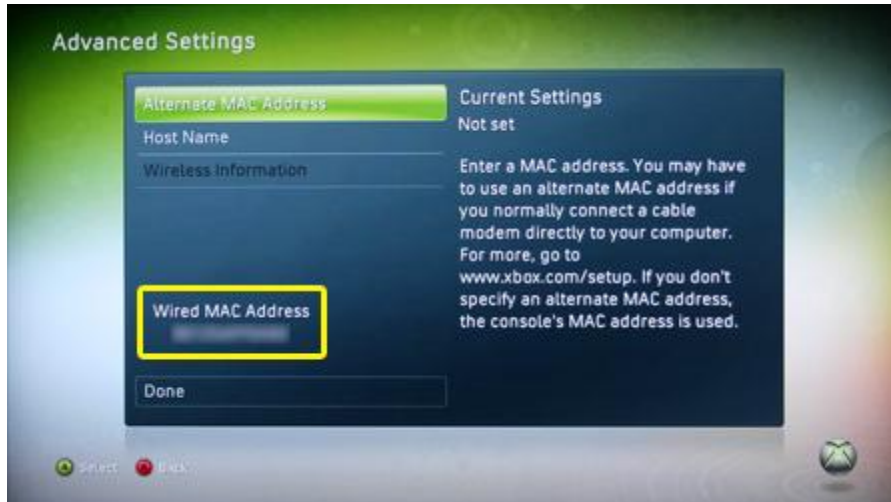 Advanced Settings
Alternate MAC Address
Host Name
Wireless Information
Wired MAC Address
Done
Current Settings
Not set
Enter a MAC address. You may have
to use an alternate MAC address if
you normally connect a cable
modem directly to your computer.
For more, go to
www.xbox.com/setup. If you don't
specify an alternate MAC address,
the console's MAC address is used.
Select
Back